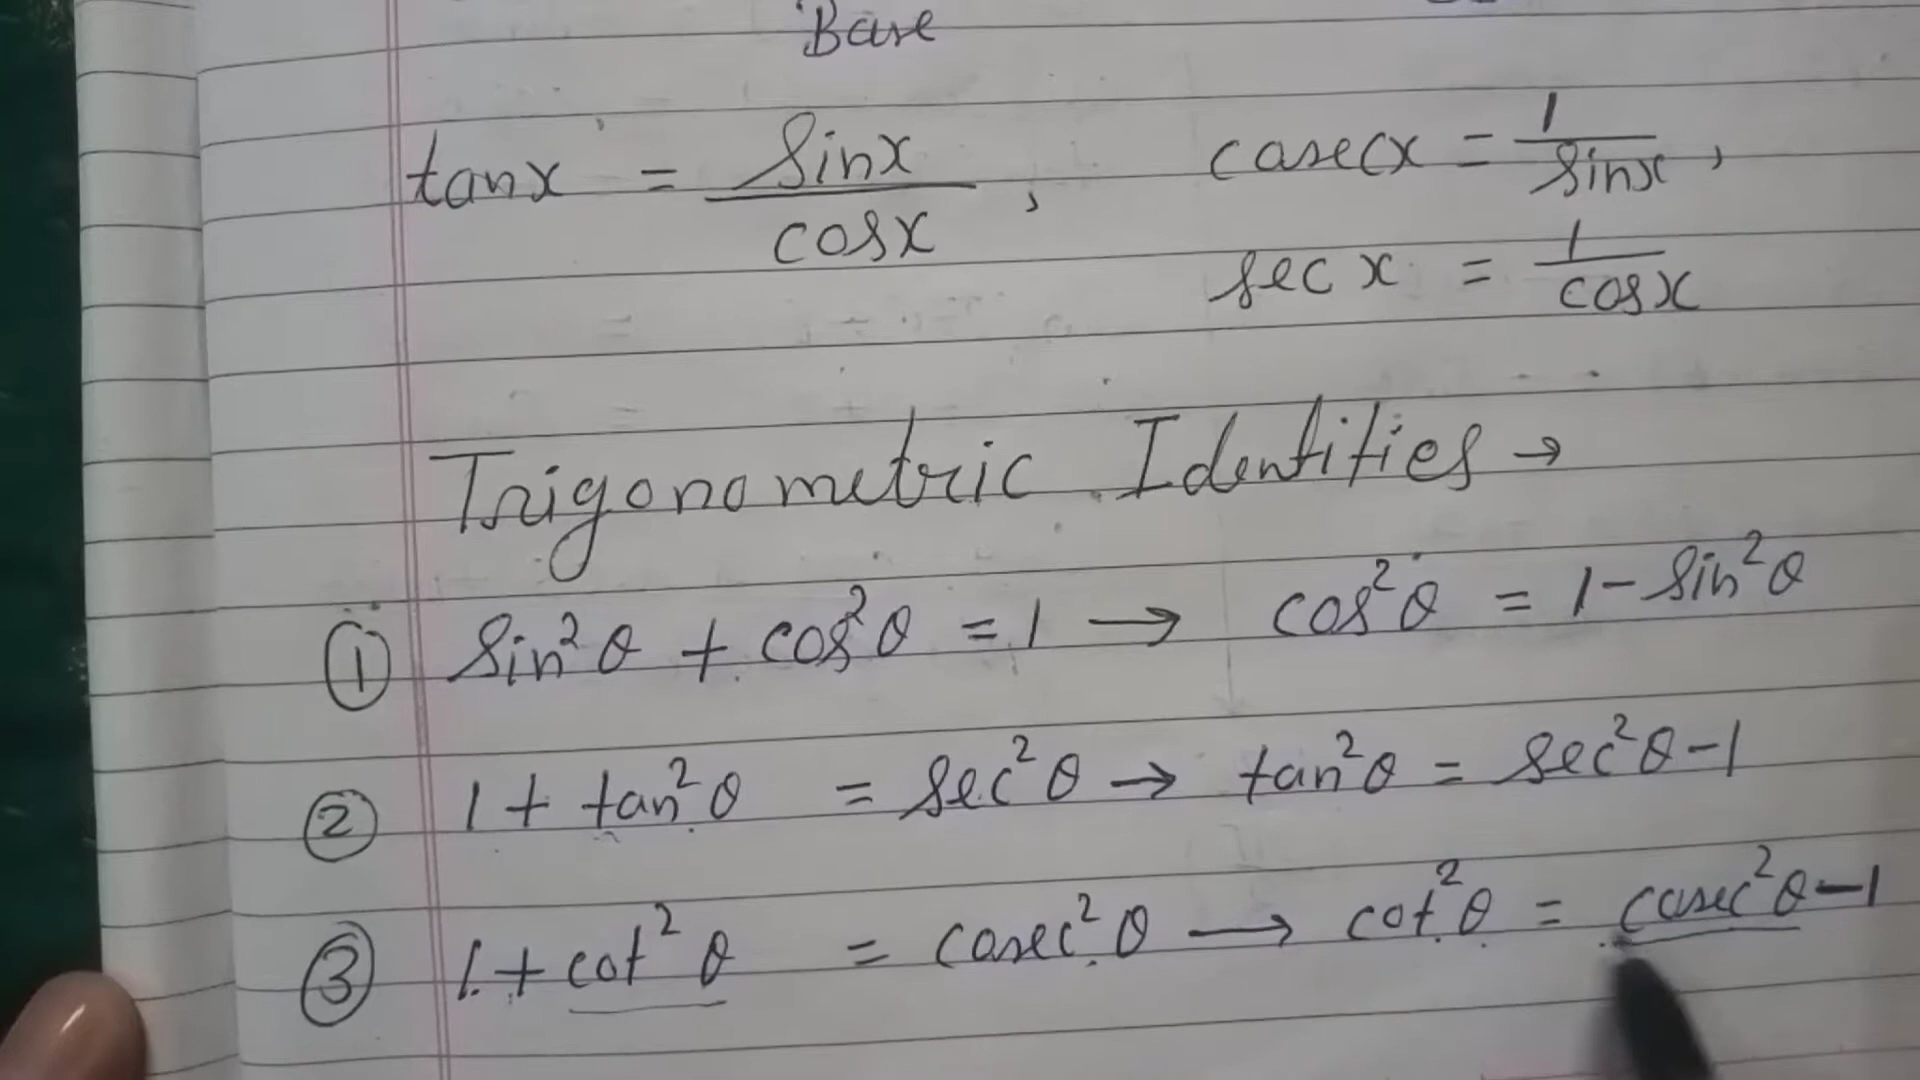 Base
tanx = sinx / cosx , cosecx = 1 / sinx ,
sec x = 1 / cosx
Trigonometric Identities →
① sin²θ + cos²θ = 1 → cos²θ = 1 - sin²θ
② 1 + tan²θ = sec²θ → tan²θ = sec²θ - 1
③ 1 + cot²θ = cosec²θ → cot²θ = cosec²θ - 1